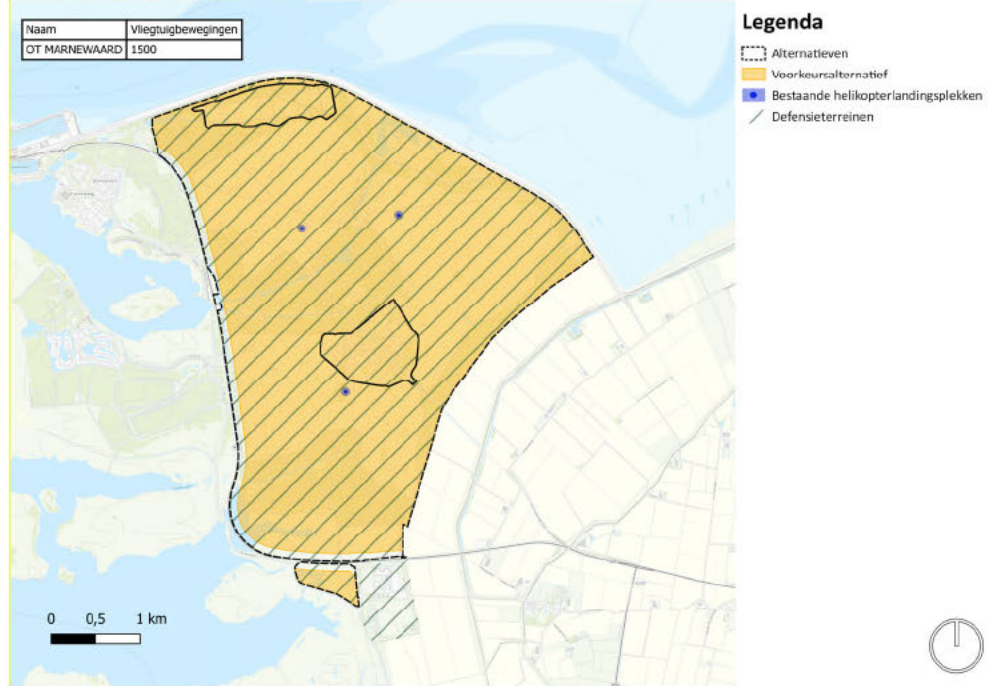 Naam Vliegtuigbewegingen
OT MARNEWAARD 1500
Legenda
Alternatieven
Voorkeursalternatief
Bestaande helikopterlandingsplekken
Defensieterreinen
0 0,5 1 km